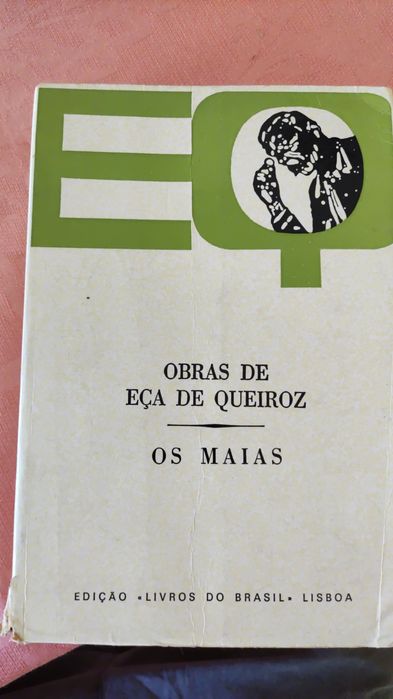 EQ
OBRAS DE
EÇA DE QUEIROZ
OS MAIAS
EDIÇÃO «LIVROS DO BRASIL» LISBOA